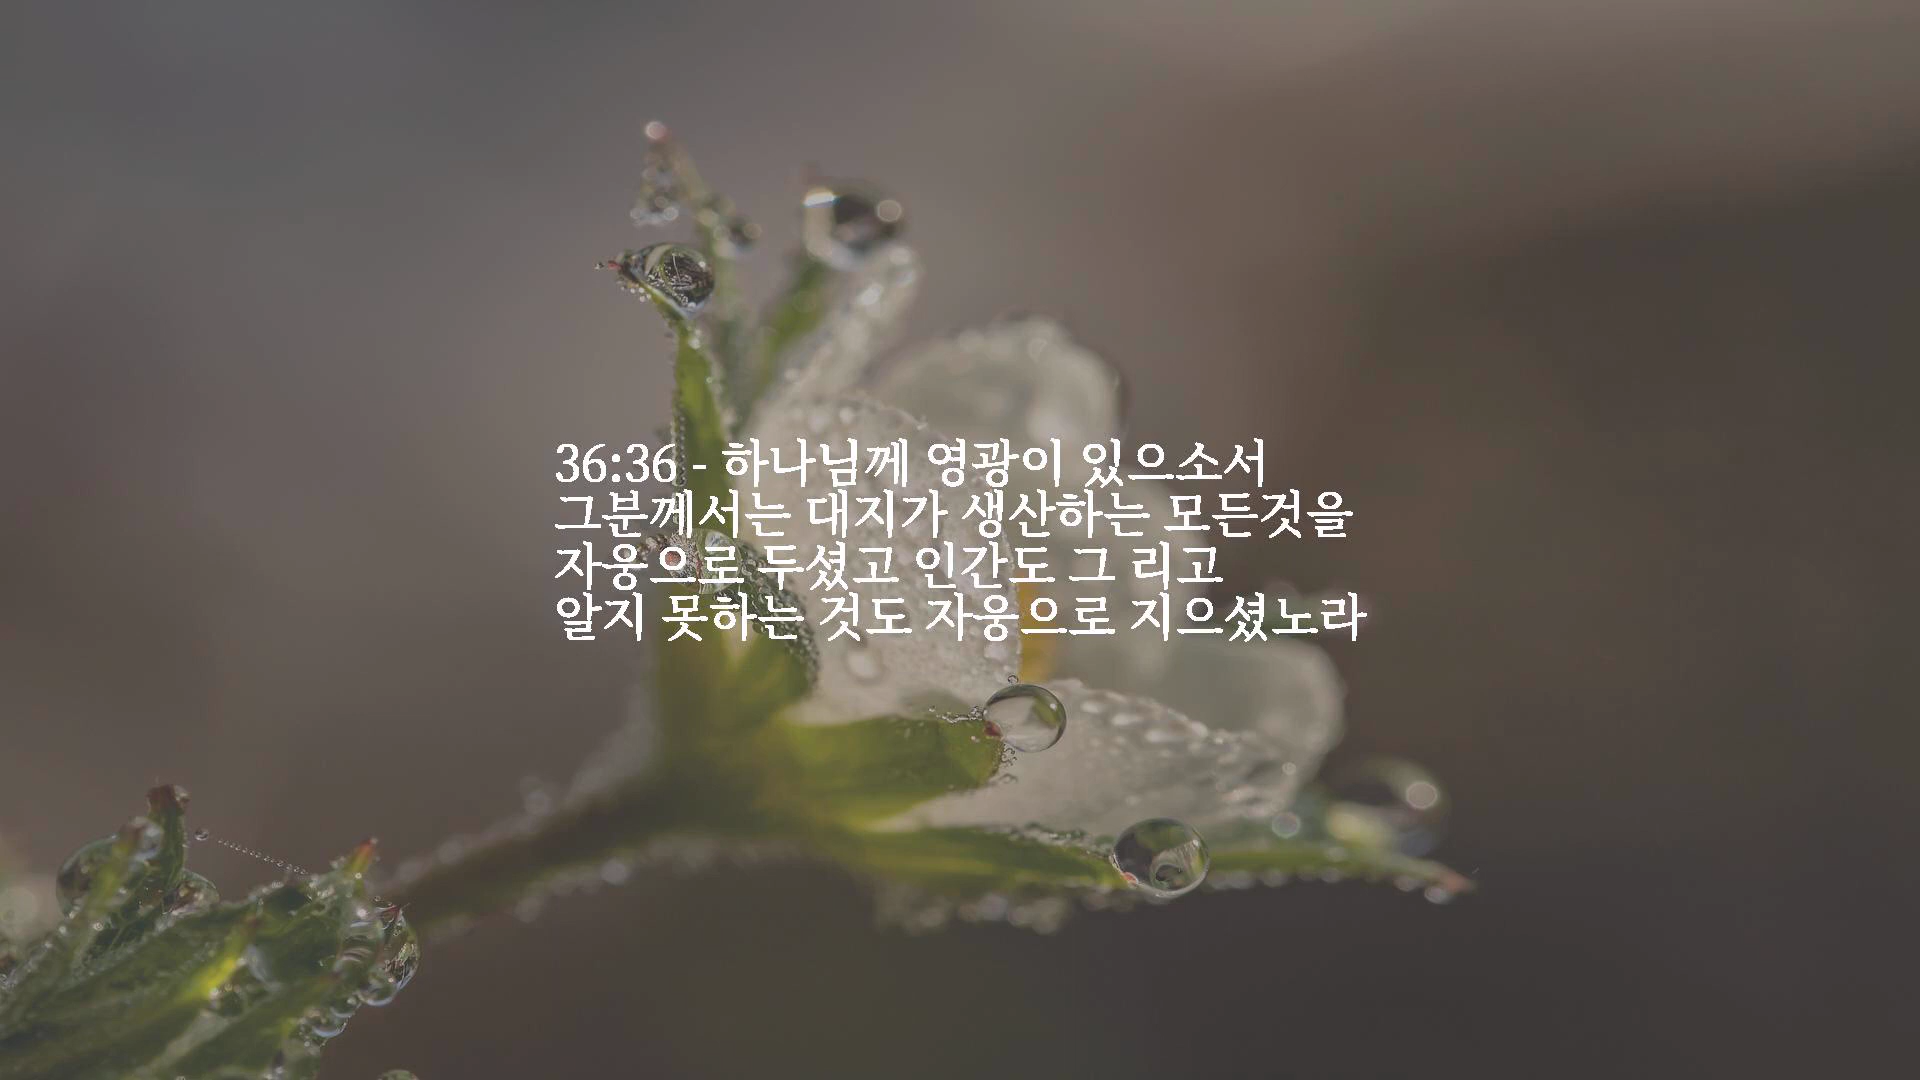 36:36 - 하나님께 영광이 있으소서
그분께서는 대지가 생산하는 모든것을
자웅으로 두셨고 인간도 그 리고
알지 못하는 것도 자웅으로 지으셨노라